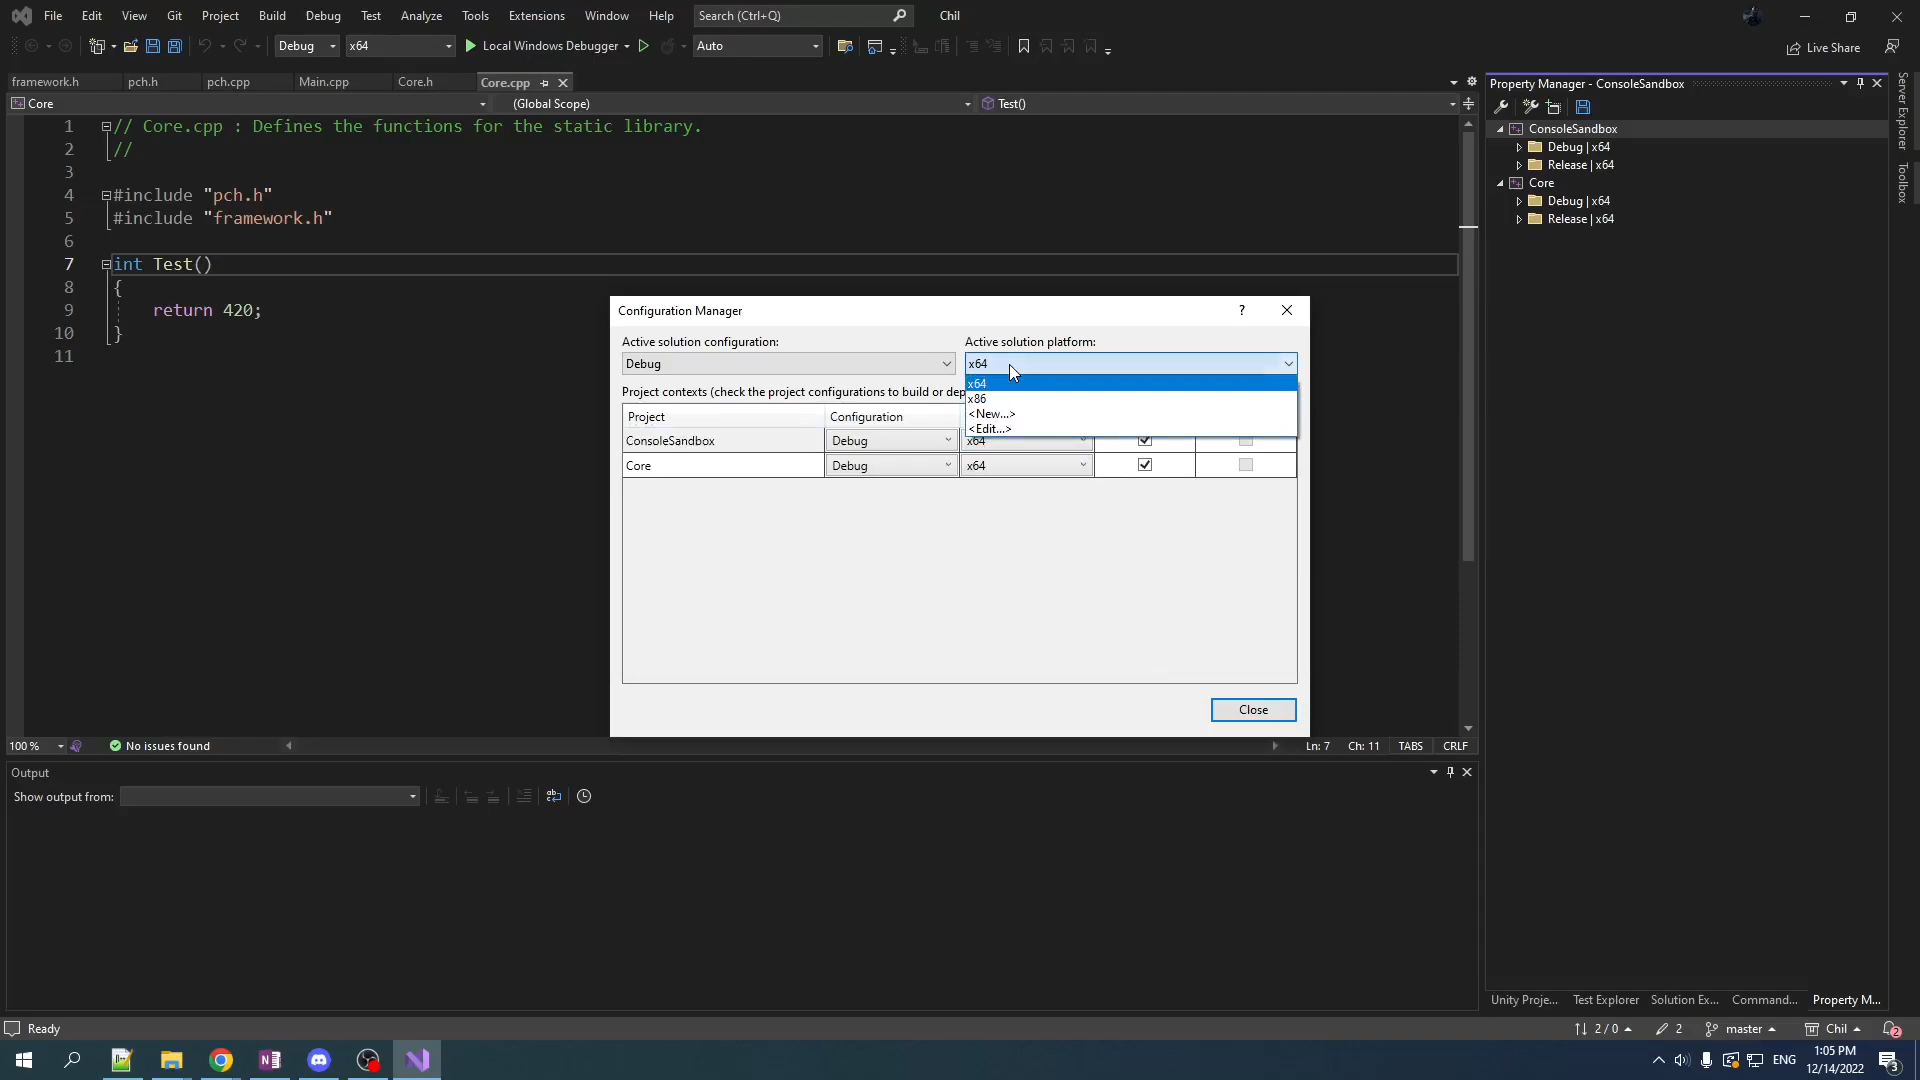 File Edit View Git Project Build Debug Test Analyze Tools Extensions Window Help Search (Ctrl+Q) Chil
Debug x64 Local Windows Debugger Auto Live Share
framework.h pch.h pch.cpp Main.cpp Core.h Core.cpp
Core (Global Scope) Test()
1 // Core.cpp : Defines the functions for the static library.
2 //
3
4 #include "pch.h"
5 #include "framework.h"
6
7 int Test()
8 {
9 return 420;
10 }
11
Configuration Manager ?
Active solution configuration: Active solution platform:
Debug x64
x64
x86
<New...>
<Edit...>
Project contexts (check the project configurations to build or dep
Project Configuration
ConsoleSandbox Debug x64
Core Debug x64
Close
Property Manager - ConsoleSandbox
ConsoleSandbox
Debug | x64
Release | x64
Core
Debug | x64
Release | x64
Server Explorer
Toolbox
100 % No issues found Ln: 7 Ch: 11 TABS CRLF
Output
Show output from:
Unity Proje... Test Explorer Solution Ex... Command... Property M...
Ready 2 / 0 2 master Chil 2
ENG 1:05 PM
12/14/2022 3